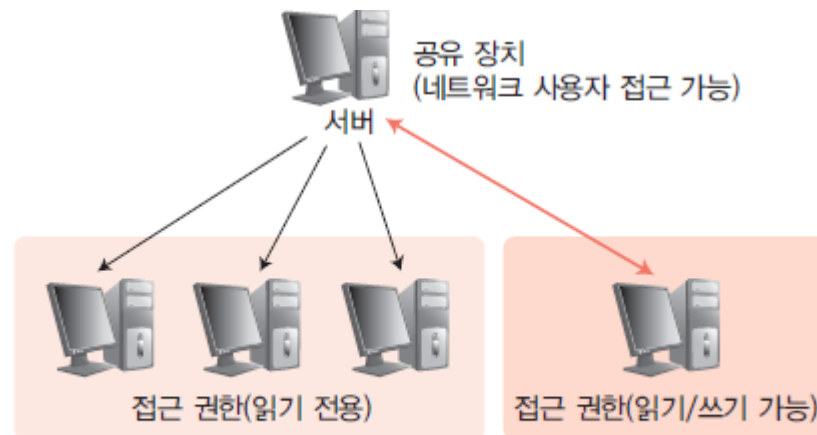 공유 장치
(네트워크 사용자 접근 가능)
서버
접근 권한(읽기 전용)
접근 권한(읽기/쓰기 가능)